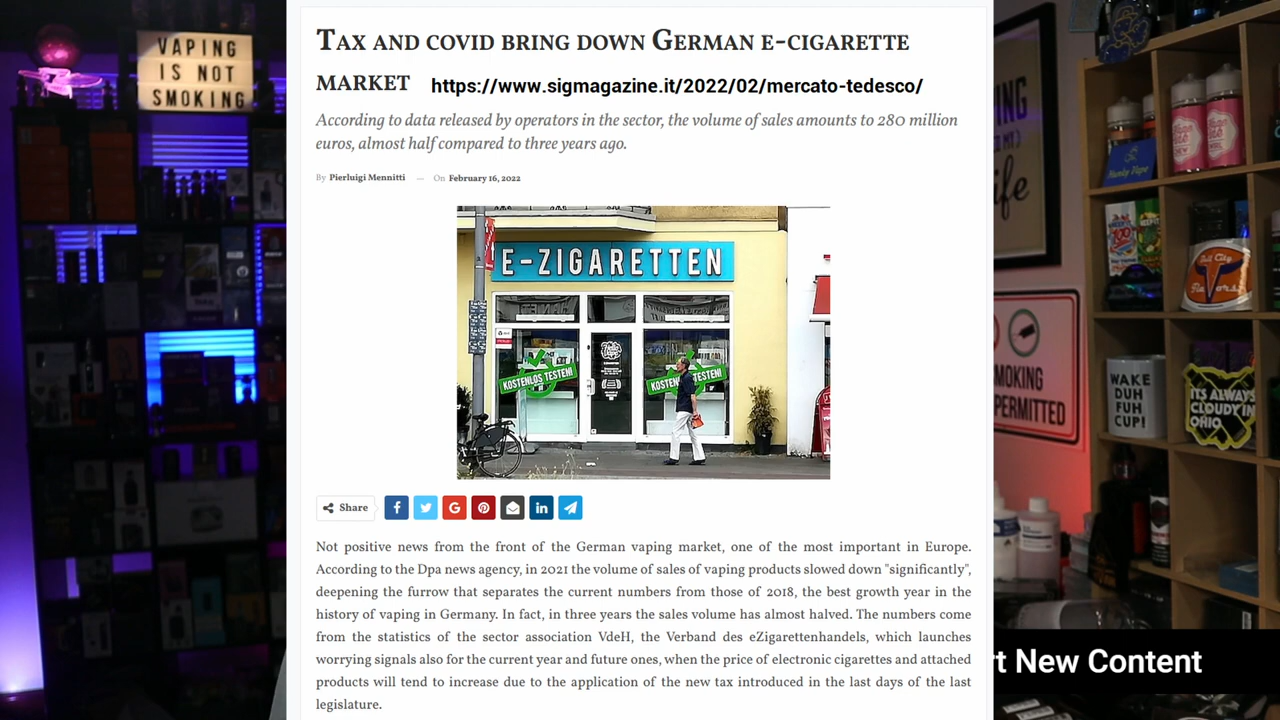 VAPING
IS NOT
SMOKING
TAX AND COVID BRING DOWN GERMAN E-CIGARETTE
MARKET https://www.sigmagazine.it/2022/02/mercato-tedesco/
According to data released by operators in the sector, the volume of sales amounts to 280 million
euros, almost half compared to three years ago.
By Pierluigi Mennitti — On February 16, 2022
E-ZIGARETTEN
KOSTENLOS TESTEN!
KOSTENLOS TESTEN!
Share
Not positive news from the front of the German vaping market, one of the most important in Europe.
According to the Dpa news agency, in 2021 the volume of sales of vaping products slowed down "significantly",
deepening the furrow that separates the current numbers from those of 2018, the best growth year in the
history of vaping in Germany. In fact, in three years the sales volume has almost halved. The numbers come
from the statistics of the sector association VdeH, the Verband des eZigarettenhandels, which launches
worrying signals also for the current year and future ones, when the price of electronic cigarettes and attached
products will tend to increase due to the application of the new tax introduced in the last days of the last
legislature.
Hunky Vape
MOKING
PERMITTED
WAKE
DUH
FUH
CUP!
ITS ALWAYS
CLOUDY IN
OHIO
rt New Content